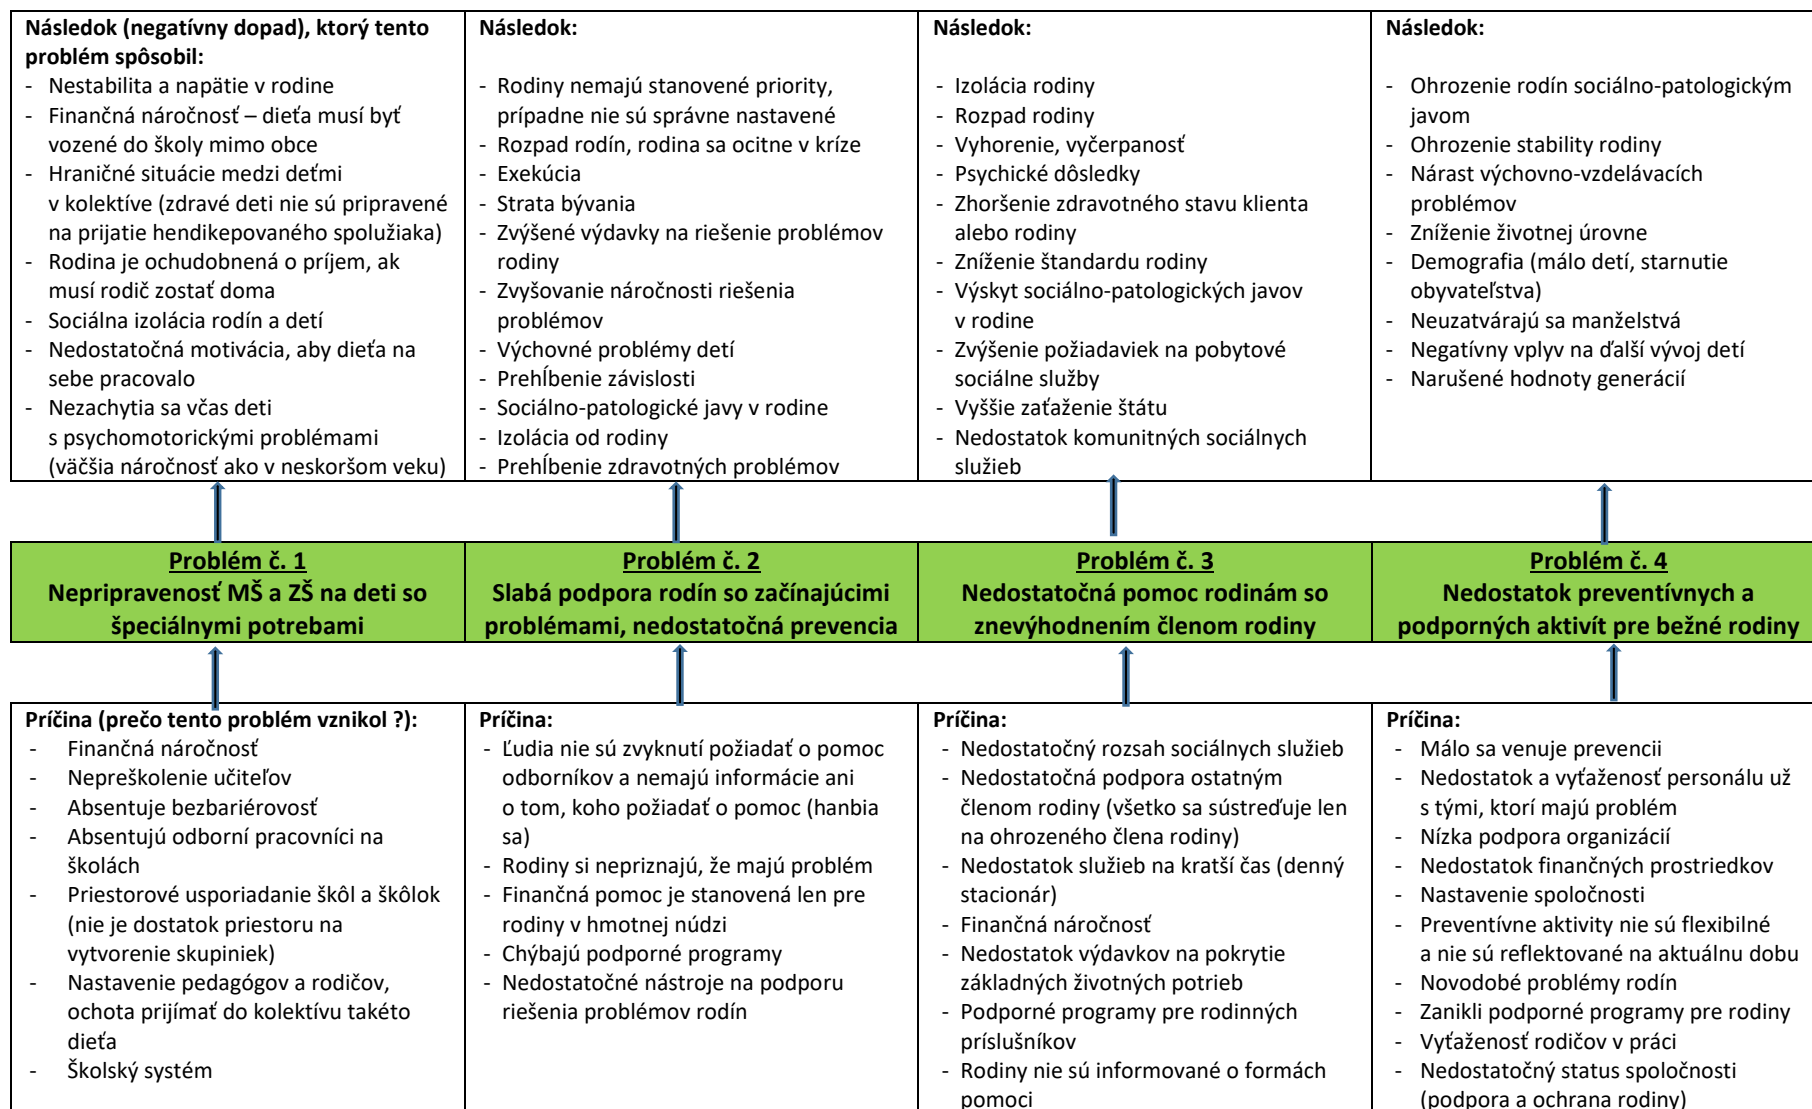 Následok (negatívny dopad), ktorý tento
problém spôsobil:
- Nestabilita a napätie v rodine
- Finančná náročnosť – dieťa musí byť
vozené do školy mimo obce
- Hraničné situácie medzi deťmi
v kolektíve (zdravé deti nie sú pripravené
na prijatie hendikepovaného spolužiaka)
- Rodina je ochudobnená o príjem, ak
musí rodič zostať doma
- Sociálna izolácia rodín a detí
- Nedostatočná motivácia, aby dieťa na
sebe pracovalo
- Nezachytia sa včas deti
s psychomotorickými problémami
(väčšia náročnosť ako v neskoršom veku)
Následok:
- Rodiny nemajú stanovené priority,
prípadne nie sú správne nastavené
- Rozpad rodín, rodina sa ocitne v kríze
- Exekúcia
- Strata bývania
- Zvýšené výdavky na riešenie problémov
rodiny
- Zvyšovanie náročnosti riešenia
problémov
- Výchovné problémy detí
- Prehĺbenie závislosti
- Sociálno-patologické javy v rodine
- Izolácia od rodiny
- Prehĺbenie zdravotných problémov
Následok:
- Izolácia rodiny
- Rozpad rodiny
- Vyhorenie, vyčerpanosť
- Psychické dôsledky
- Zhoršenie zdravotného stavu klienta
alebo rodiny
- Zníženie štandardu rodiny
- Výskyt sociálno-patologických javov
v rodine
- Zvýšenie požiadaviek na pobytové
sociálne služby
- Vyššie zaťaženie štátu
- Nedostatok komunitných sociálnych
služieb
Následok:
- Ohrozenie rodín sociálno-patologickým
javom
- Ohrozenie stability rodiny
- Nárast výchovno-vzdelávacích
problémov
- Zníženie životnej úrovne
- Demografia (málo detí, starnutie
obyvateľstva)
- Neuzatvárajú sa manželstvá
- Negatívny vplyv na ďalší vývoj detí
- Narušené hodnoty generácií
Problém č. 1
Nepripravenosť MŠ a ZŠ na deti so
špeciálnymi potrebami
Problém č. 2
Slabá podpora rodín so začínajúcimi
problémami, nedostatočná prevencia
Problém č. 3
Nedostatočná pomoc rodinám so
znevýhodnením členom rodiny
Problém č. 4
Nedostatok preventívnych a
podporných aktivít pre bežné rodiny
Príčina (prečo tento problém vznikol ?):
- Finančná náročnosť
- Nepreškolenie učiteľov
- Absentuje bezbariérovosť
- Absentujú odborní pracovníci na
školách
- Priestorové usporiadanie škôl a škôlok
(nie je dostatok priestoru na
vytvorenie skupiniek)
- Nastavenie pedagógov a rodičov,
ochota prijímať do kolektívu takéto
dieťa
- Školský systém
Príčina:
- Ľudia nie sú zvyknutí požiadať o pomoc
odborníkov a nemajú informácie ani
o tom, koho požiadať o pomoc (hanbia
sa)
- Rodiny si nepriznajú, že majú problém
- Finančná pomoc je stanovená len pre
rodiny v hmotnej núdzi
- Chýbajú podporné programy
- Nedostatočné nástroje na podporu
riešenia problémov rodín
Príčina:
- Nedostatočný rozsah sociálnych služieb
- Nedostatočná podpora ostatným
členom rodiny (všetko sa sústreďuje len
na ohrozeného člena rodiny)
- Nedostatok služieb na kratší čas (denný
stacionár)
- Finančná náročnosť
- Nedostatok výdavkov na pokrytie
základných životných potrieb
- Podporné programy pre rodinných
príslušníkov
- Rodiny nie sú informované o formách
pomoci
Príčina:
- Málo sa venuje prevencii
- Nedostatok a vyťaženosť personálu už
s tými, ktorí majú problém
- Nízka podpora organizácií
- Nedostatok finančných prostriedkov
- Nastavenie spoločnosti
- Preventívne aktivity nie sú flexibilné
a nie sú reflektované na aktuálnu dobu
- Novodobé problémy rodín
- Zanikli podporné programy pre rodiny
- Vyťaženosť rodičov v práci
- Nedostatočný status spoločnosti
(podpora a ochrana rodiny)